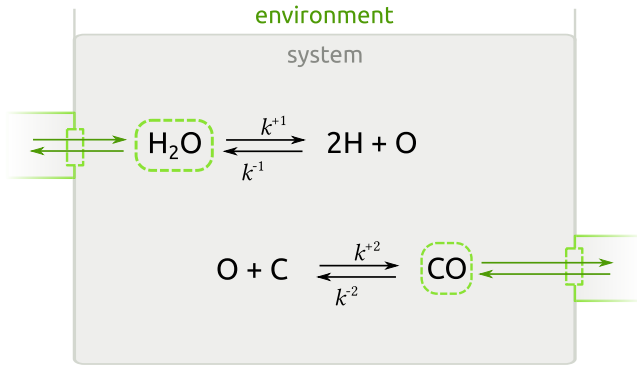 environment
system
H₂O k⁺¹ k⁻¹ 2H + O
O + C k⁺² k⁻² CO